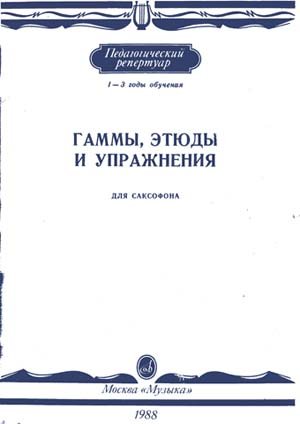 Педагогический
репертуар
1—3 годы обучения
ГАММЫ, ЭТЮДЫ
И УПРАЖНЕНИЯ
ДЛЯ САКСОФОНА
Москва «Музыка»
1988